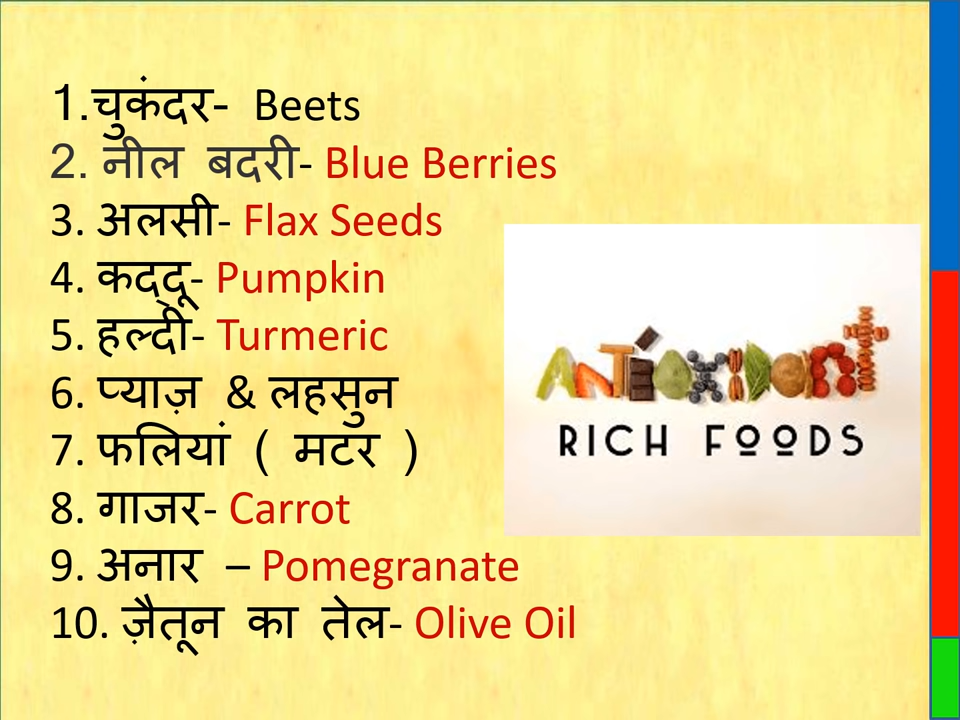 1.चुकंदर- Beets
2. नील बदरी- Blue Berries
3. अलसी- Flax Seeds
4. कद्दू- Pumpkin
5. हल्दी- Turmeric
6. प्याज़ & लहसुन
7. फलियां ( मटर )
8. गाजर- Carrot
9. अनार – Pomegranate
10. ज़ैतून का तेल- Olive Oil
ANTIOXIDANT
RICH FOODS